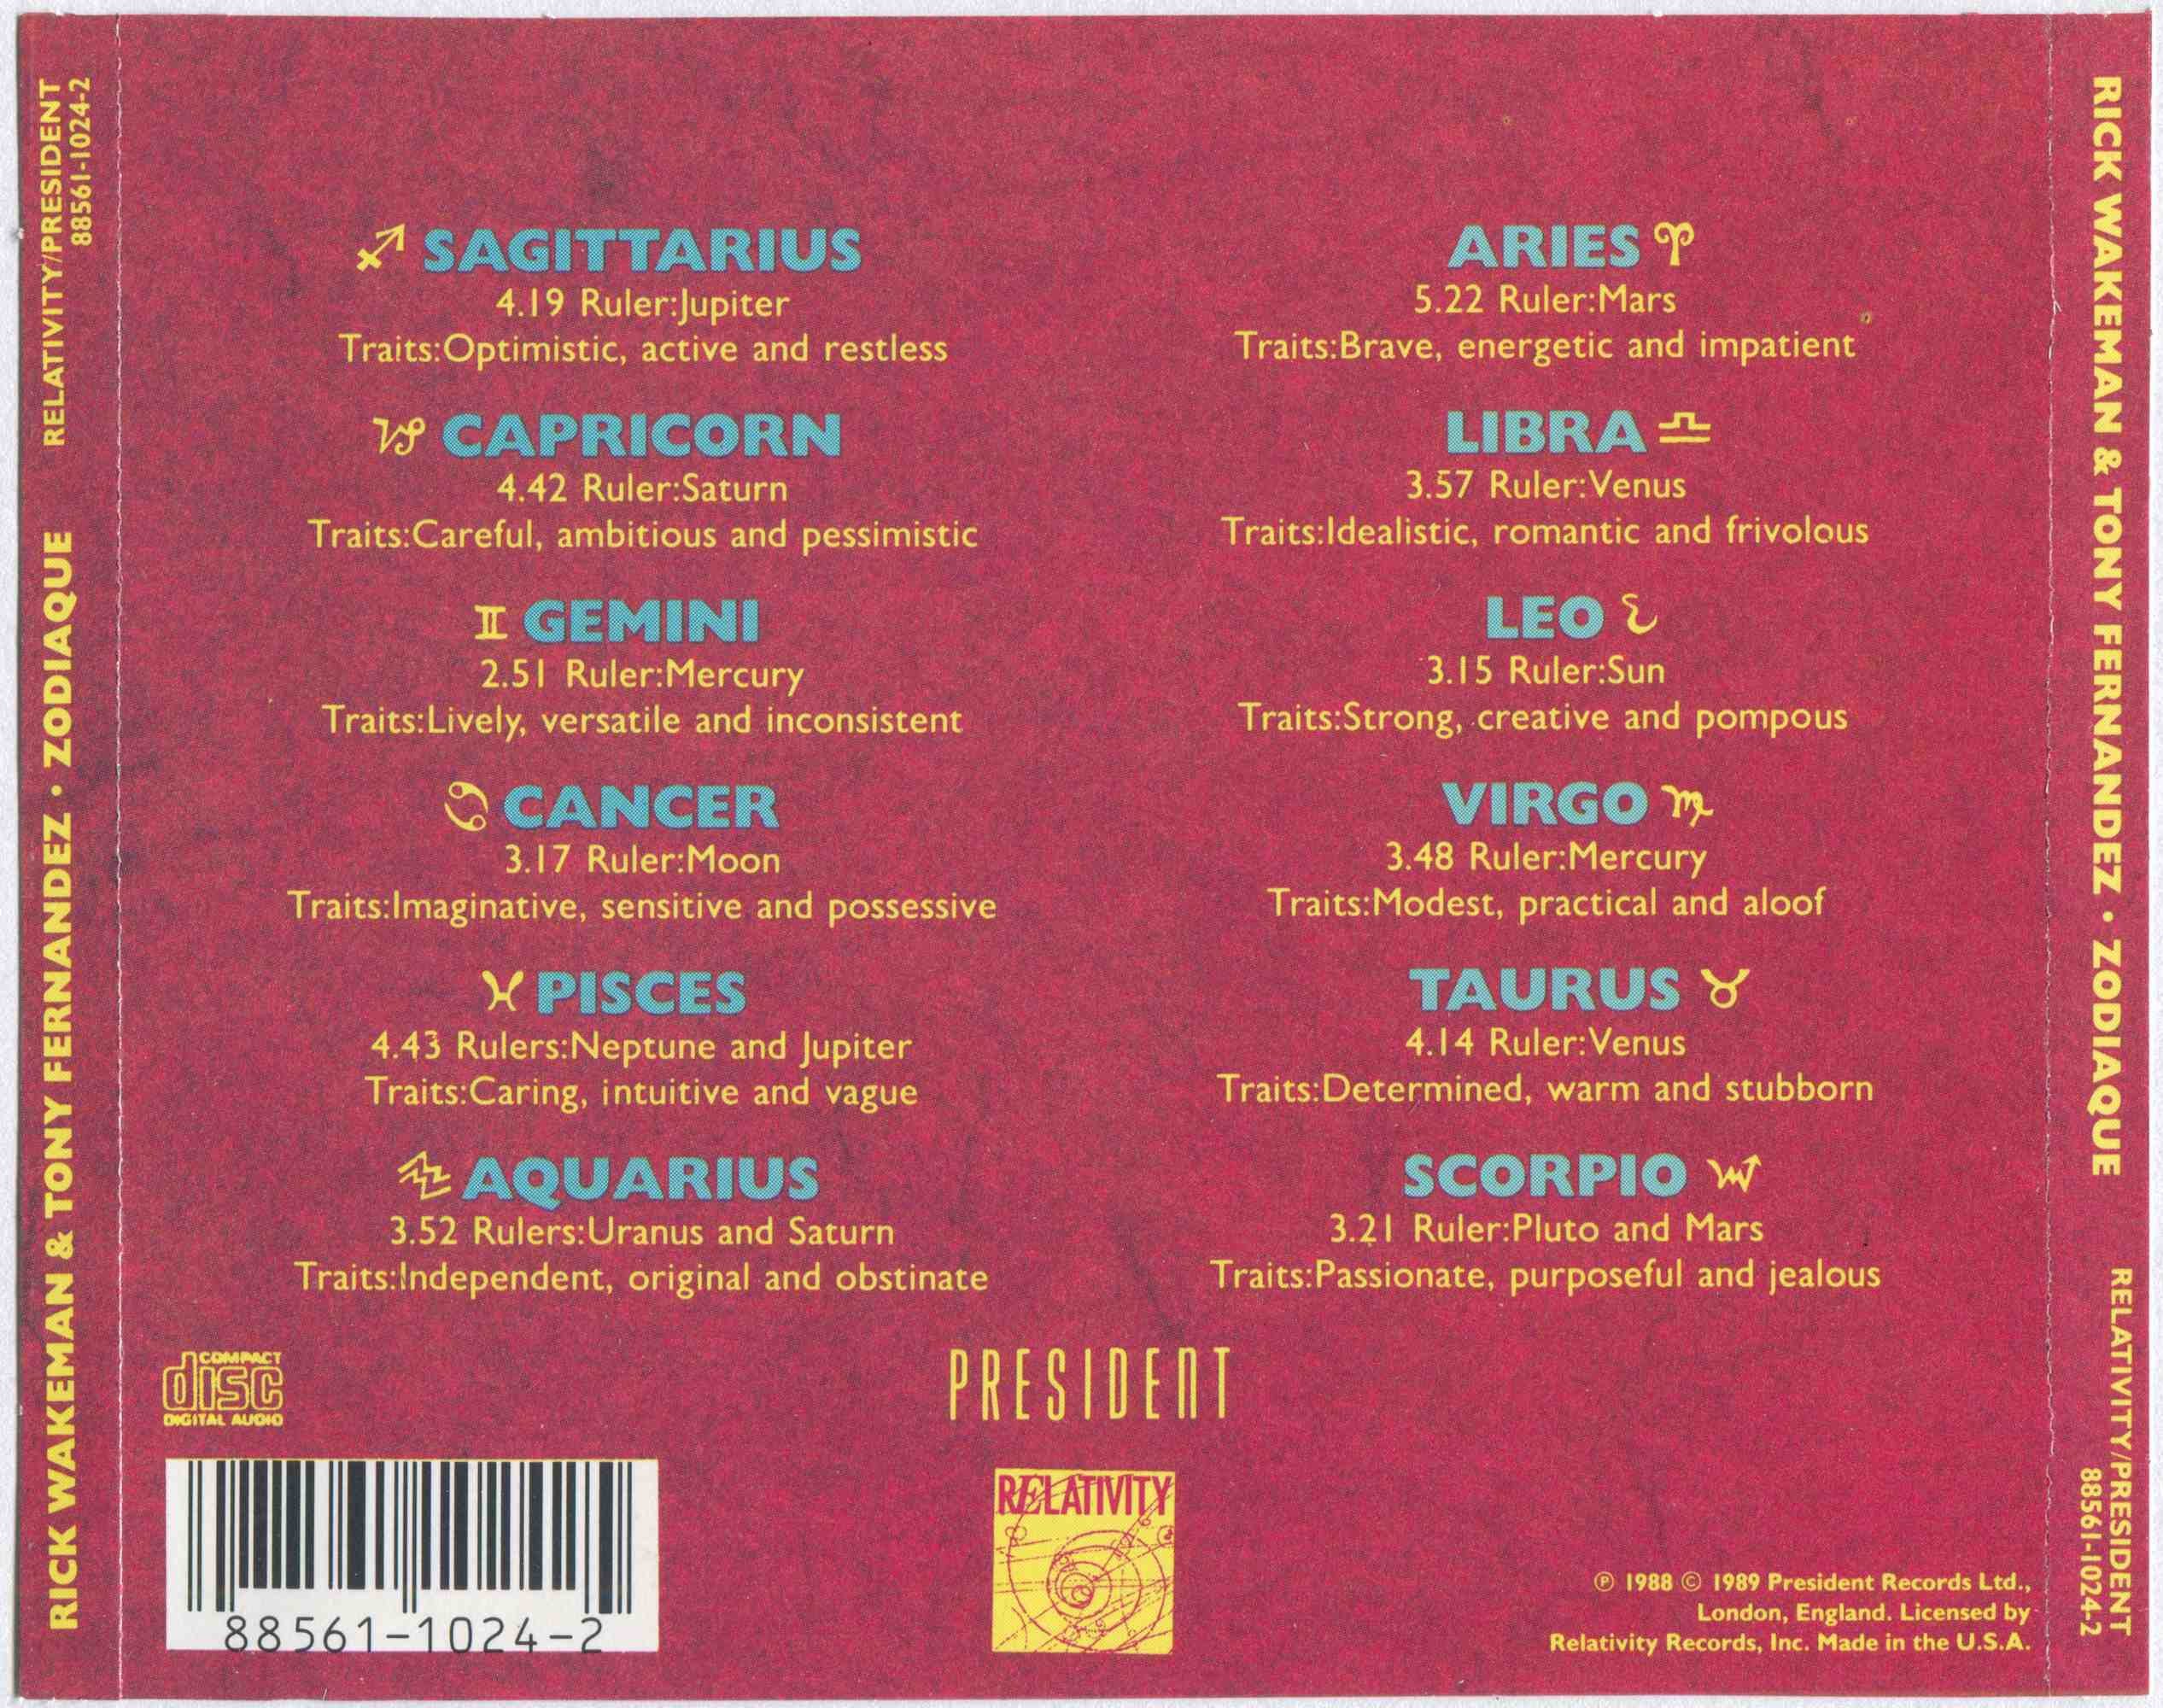 RELATIVITY/PRESIDENT
88561-1024-2
RICK WAKEMAN & TONY FERNANDEZ · ZODIAQUE
♐ SAGITTARIUS
4.19 Ruler:Jupiter
Traits:Optimistic, active and restless
♑ CAPRICORN
4.42 Ruler:Saturn
Traits:Careful, ambitious and pessimistic
♊ GEMINI
2.51 Ruler:Mercury
Traits:Lively, versatile and inconsistent
♋ CANCER
3.17 Ruler:Moon
Traits:Imaginative, sensitive and possessive
♓ PISCES
4.43 Rulers:Neptune and Jupiter
Traits:Caring, intuitive and vague
♒ AQUARIUS
3.52 Rulers:Uranus and Saturn
Traits:Independent, original and obstinate
ARIES ♈
5.22 Ruler:Mars
Traits:Brave, energetic and impatient
LIBRA ♎
3.57 Ruler:Venus
Traits:Idealistic, romantic and frivolous
LEO ♌
3.15 Ruler:Sun
Traits:Strong, creative and pompous
VIRGO ♍
3.48 Ruler:Mercury
Traits:Modest, practical and aloof
TAURUS ♉
4.14 Ruler:Venus
Traits:Determined, warm and stubborn
SCORPIO ♏
3.21 Ruler:Pluto and Mars
Traits:Passionate, purposeful and jealous
COMPACT
disc
DIGITAL AUDIO
PRESIDENT
88561-1024-2
RELATIVITY
℗ 1988 © 1989 President Records Ltd.,
London, England. Licensed by
Relativity Records, Inc. Made in the U.S.A.
RICK WAKEMAN & TONY FERNANDEZ · ZODIAQUE
RELATIVITY/PRESIDENT
88561-1024-2